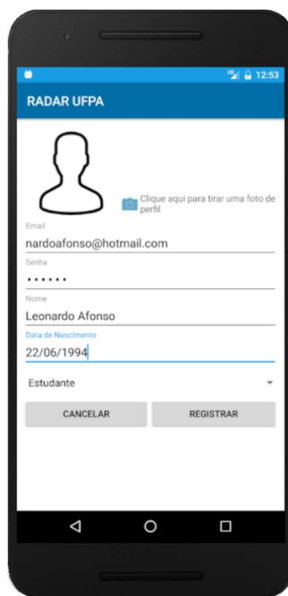 12:53
RADAR UFPA
Clique aqui para tirar uma foto de
perfil
Email
nardoafonso@hotmail.com
Senha
••••••
Nome
Leonardo Afonso
Data de Nascimento
22/06/1994
Estudante
CANCELAR REGISTRAR